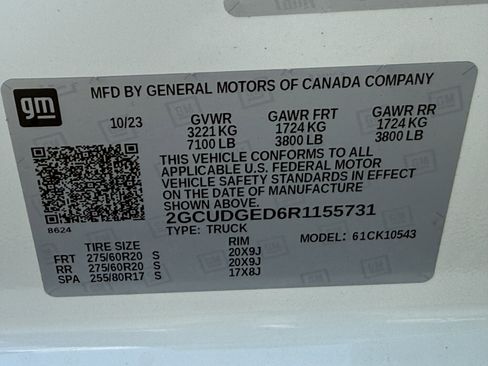 gm
MFD BY GENERAL MOTORS OF CANADA COMPANY
10/23 GVWR GAWR FRT GAWR RR
3221 KG 1724 KG 1724 KG
7100 LB 3800 LB 3800 LB
THIS VEHICLE CONFORMS TO ALL
APPLICABLE U.S. FEDERAL MOTOR
VEHICLE SAFETY STANDARDS IN EFFECT
ON THE DATE OF MANUFACTURE
SHOWN ABOVE.
8624 2GCUDGED6R1155731
TYPE: TRUCK MODEL: 61CK10543
TIRE SIZE RIM
FRT 275/60R20 S 20X9J
RR 275/60R20 S 20X9J
SPA 255/80R17 S 17X8J